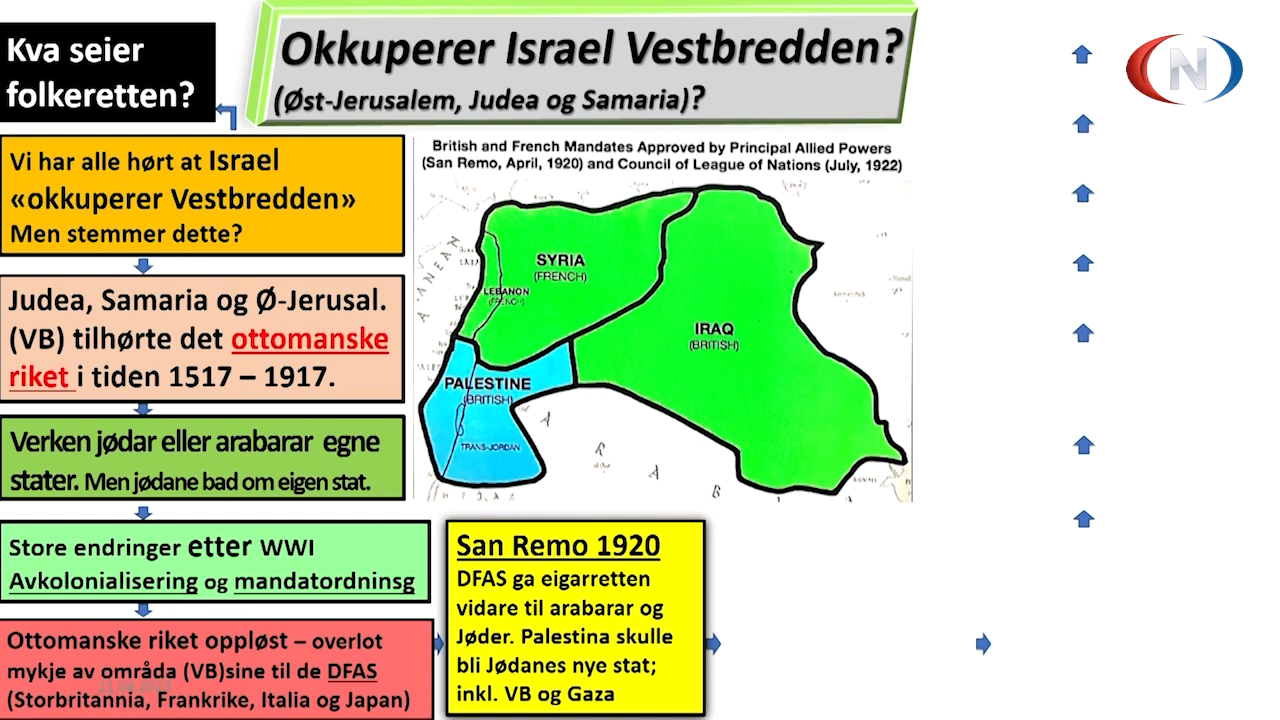 Kva seier
folkeretten?
Okkuperer Israel Vestbredden?
(Øst-Jerusalem, Judea og Samaria)?
N
Vi har alle hørt at Israel
«okkuperer Vestbredden»
Men stemmer dette?
Judea, Samaria og Ø-Jerusal.
(VB) tilhørte det ottomanske
riket i tiden 1517 – 1917.
Verken jødar eller arabarar egne
stater. Men jødane bad om eigen stat.
Store endringer etter WWI
Avkolonialisering og mandatordninsg
Ottomanske riket oppløst – overlot
mykje av områda (VB)sine til de DFAS
(Storbritannia, Frankrike, Italia og Japan)
British and French Mandates Approved by Principal Allied Powers
(San Remo, April, 1920) and Council of League of Nations (July, 1922)
SYRIA
(FRENCH)
LEBANON
(FRENCH)
IRAQ
(BRITISH)
PALESTINE
(BRITISH)
TRANS-JORDAN
A R A B
San Remo 1920
DFAS ga eigarretten
vidare til arabarar og
Jøder. Palestina skulle
bli Jødanes nye stat;
inkl. VB og Gaza